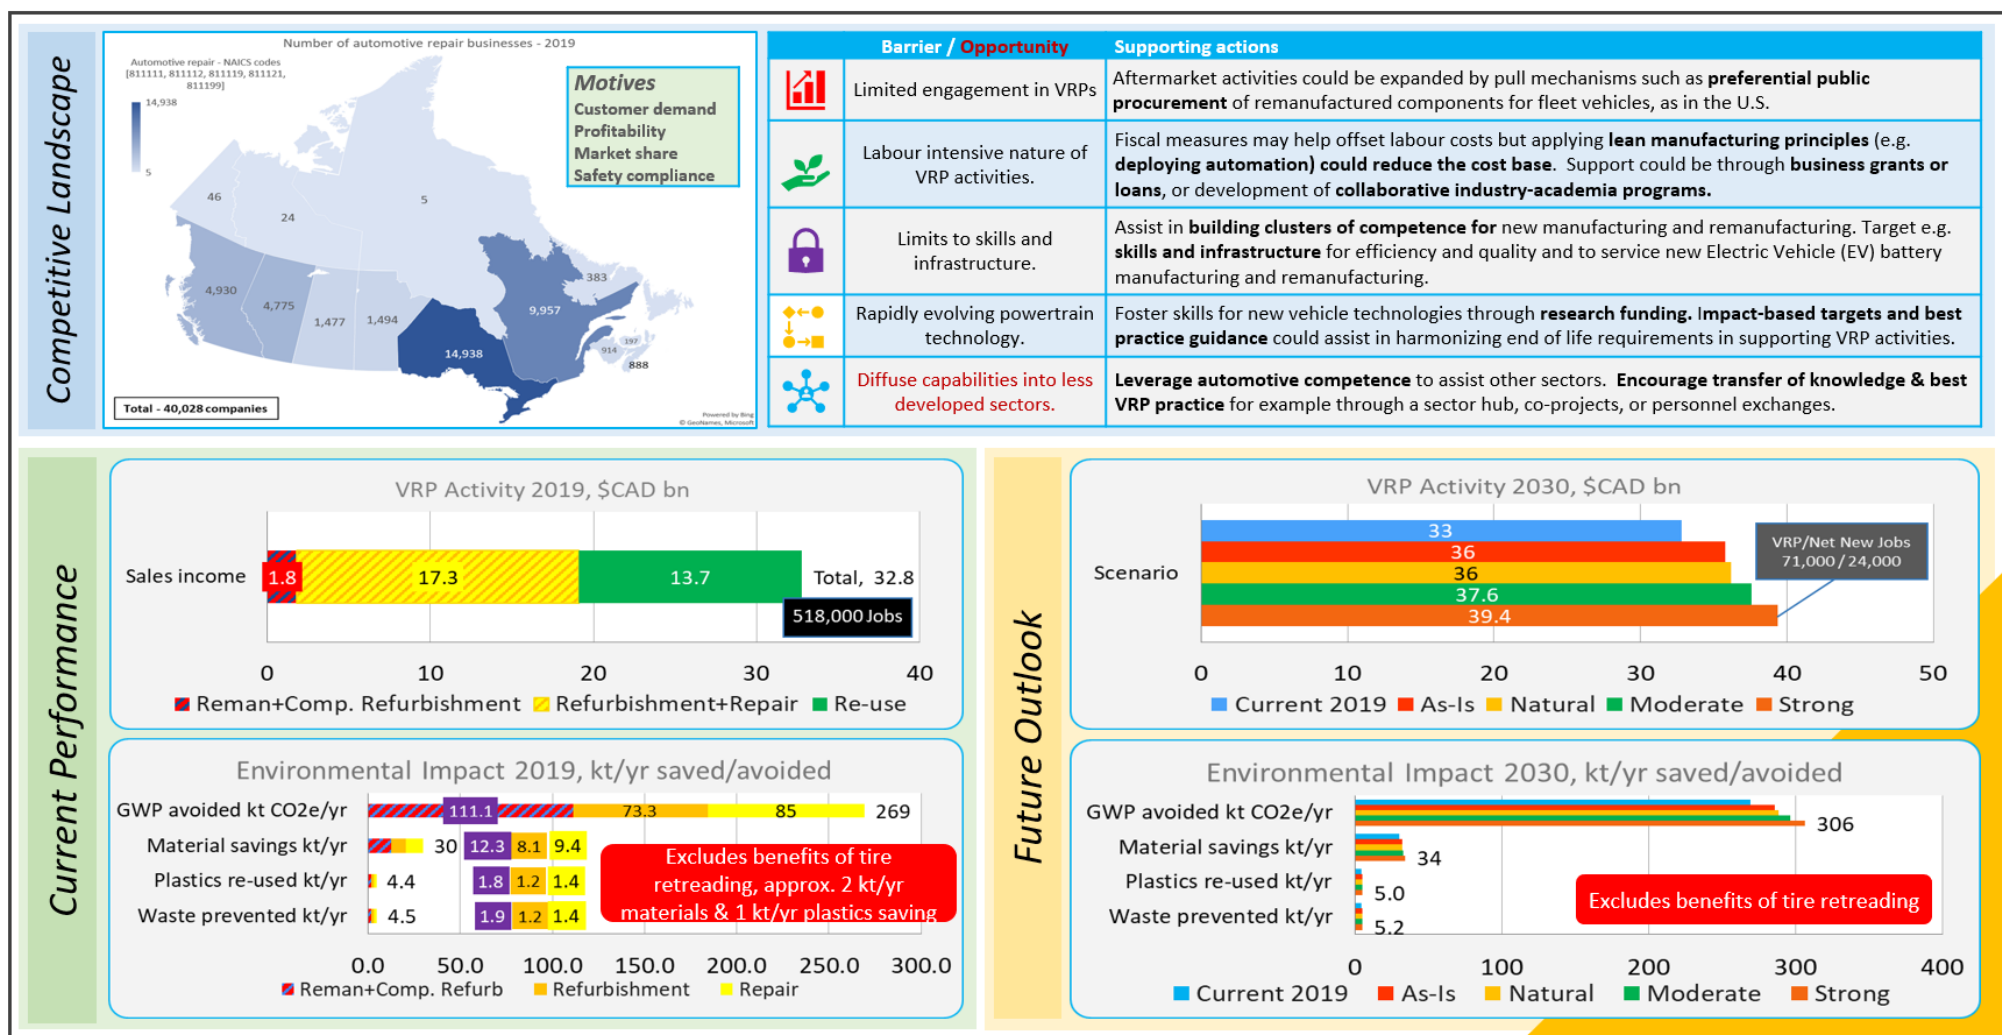 Competitive Landscape
Number of automotive repair businesses - 2019
Automotive repair - NAICS codes
[811111, 811112, 811119, 811121,
811199]
14,938
5
Motives
Customer demand
Profitability
Market share
Safety compliance
46
24
5
4,930
4,775
1,477
1,494
14,938
9,957
383
197
914
888
Total - 40,028 companies
Powered by Bing
© GeoNames, Microsoft
Barrier / Opportunity
Supporting actions
Limited engagement in VRPs
Aftermarket activities could be expanded by pull mechanisms such as preferential public
procurement of remanufactured components for fleet vehicles, as in the U.S.
Labour intensive nature of
VRP activities.
Fiscal measures may help offset labour costs but applying lean manufacturing principles (e.g.
deploying automation) could reduce the cost base. Support could be through business grants or
loans, or development of collaborative industry-academia programs.
Limits to skills and
infrastructure.
Assist in building clusters of competence for new manufacturing and remanufacturing. Target e.g.
skills and infrastructure for efficiency and quality and to service new Electric Vehicle (EV) battery
manufacturing and remanufacturing.
Rapidly evolving powertrain
technology.
Foster skills for new vehicle technologies through research funding. Impact-based targets and best
practice guidance could assist in harmonizing end of life requirements in supporting VRP activities.
Diffuse capabilities into less
developed sectors.
Leverage automotive competence to assist other sectors. Encourage transfer of knowledge & best
VRP practice for example through a sector hub, co-projects, or personnel exchanges.
Current Performance
VRP Activity 2019, $CAD bn
Sales income
1.8
17.3
13.7
Total, 32.8
518,000 Jobs
0 10 20 30 40
Reman+Comp. Refurbishment Refurbishment+Repair Re-use
Environmental Impact 2019, kt/yr saved/avoided
GWP avoided kt CO2e/yr 111.1 73.3 85 269
Material savings kt/yr 30 12.3 8.1 9.4
Plastics re-used kt/yr 4.4 1.8 1.2 1.4
Waste prevented kt/yr 4.5 1.9 1.2 1.4
Excludes benefits of tire
retreading, approx. 2 kt/yr
materials & 1 kt/yr plastics saving
0.0 50.0 100.0 150.0 200.0 250.0 300.0
Reman+Comp. Refurb Refurbishment Repair
Future Outlook
VRP Activity 2030, $CAD bn
Scenario
33
36
36
37.6
39.4
VRP/Net New Jobs
71,000 / 24,000
0 10 20 30 40 50
Current 2019 As-Is Natural Moderate Strong
Environmental Impact 2030, kt/yr saved/avoided
GWP avoided kt CO2e/yr 306
Material savings kt/yr 34
Plastics re-used kt/yr 5.0
Waste prevented kt/yr 5.2
Excludes benefits of tire retreading
0 100 200 300 400
Current 2019 As-Is Natural Moderate Strong